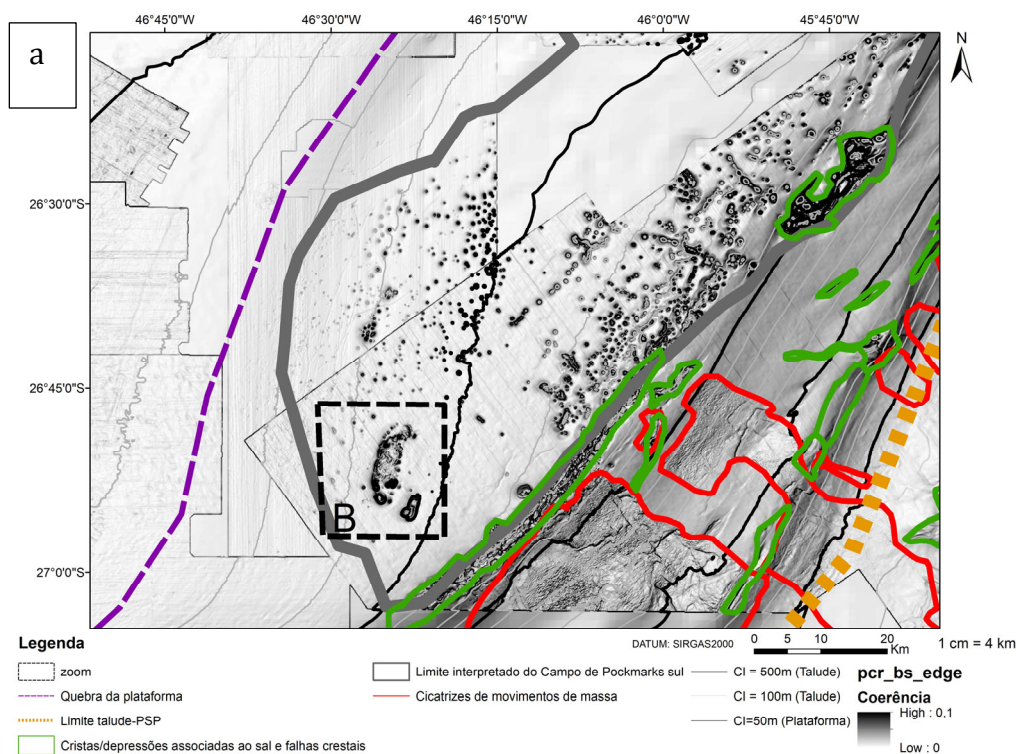 a
46°45'0"W 46°30'0"W 46°15'0"W 46°0'0"W 45°45'0"W
N
26°30'0"S
26°45'0"S
27°0'0"S
B
Legenda
zoom
Quebra da plataforma
Limite talude-PSP
Cristas/depressões associadas ao sal e falhas crestais
Limite interpretado do Campo de Pockmarks sul
Cicatrizes de movimentos de massa
DATUM: SIRGAS2000
0 5 10 20
Km
1 cm = 4 km
CI = 500m (Talude)
CI = 100m (Talude)
CI=50m (Plataforma)
pcr_bs_edge
Coerência
High : 0.1
Low : 0